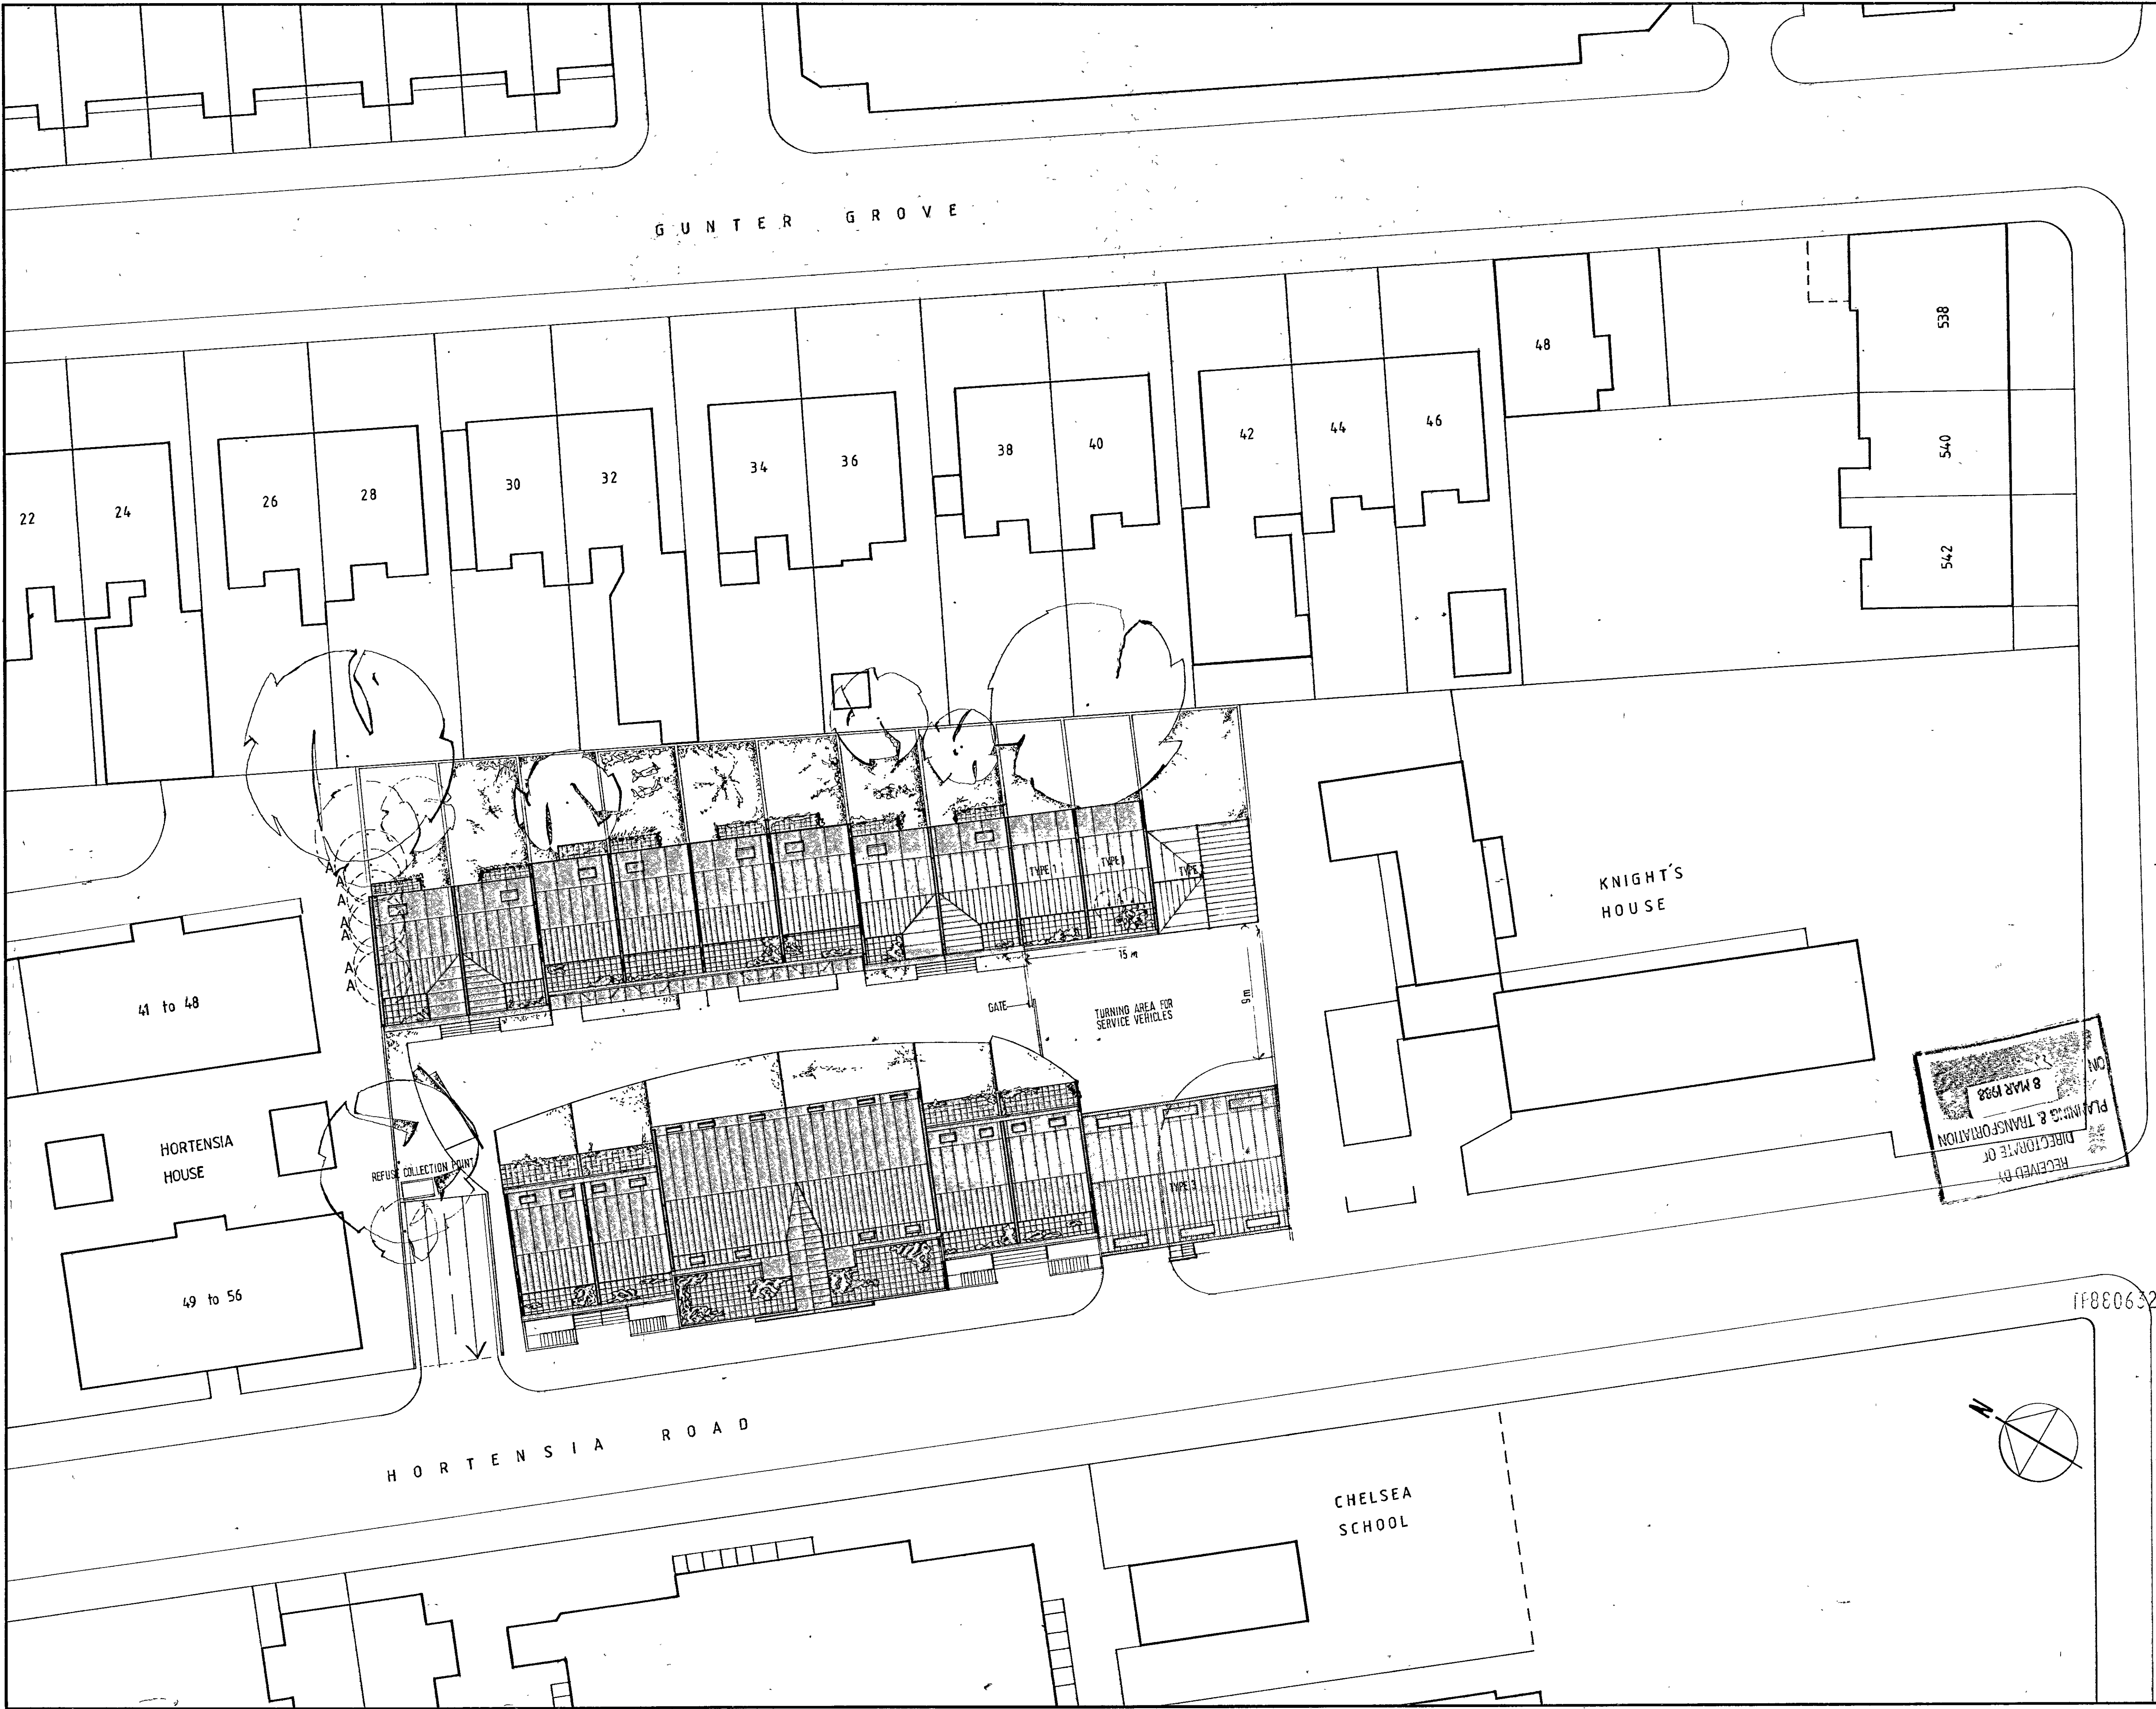 GUNTER GROVE
538
48
540
46
44
42
40
38
36
34
32
30
28
26
24
22
542
TYPE 1
TYPE 1
TYPE
KNIGHT'S
HOUSE
A
A
A
A
A
A
A
15 m
9 m
41 to 48
GATE
TURNING AREA FOR
SERVICE VEHICLES
HORTENSIA
HOUSE
REFUSE COLLECTION POINT
TYPE 3
49 to 56
RECEIVED BY
DIRECTORATE OF
PLANNING & TRANSPORTATION
8 MAR 1988
ON
TP880632
HORTENSIA ROAD
N
CHELSEA
SCHOOL